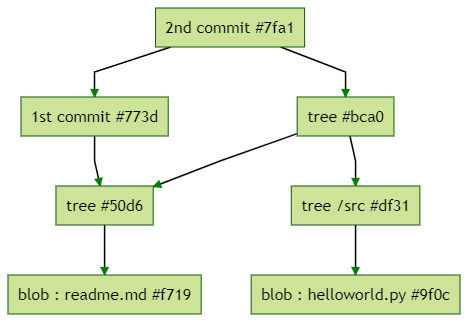 2nd commit #7fa1
1st commit #773d
tree #bca0
tree #50d6
tree /src #df31
blob : readme.md #f719
blob : helloworld.py #9f0c